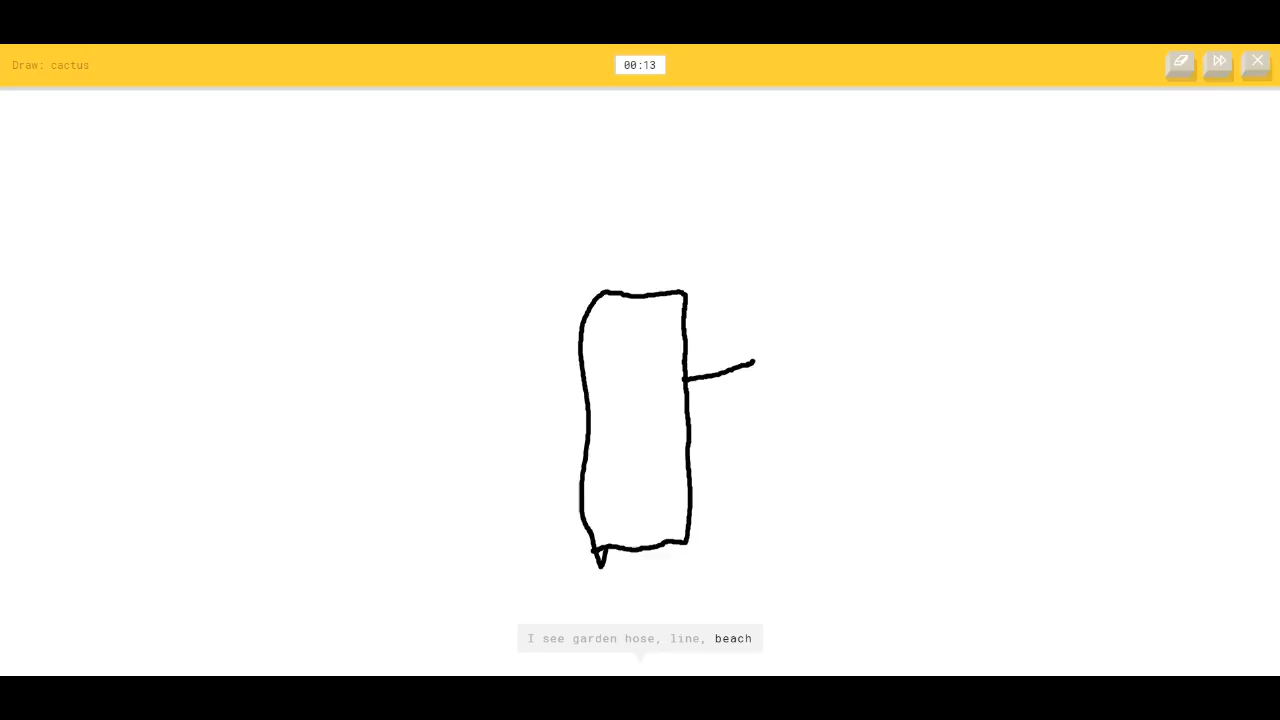 Draw: cactus
00:13
I see garden hose, line, beach